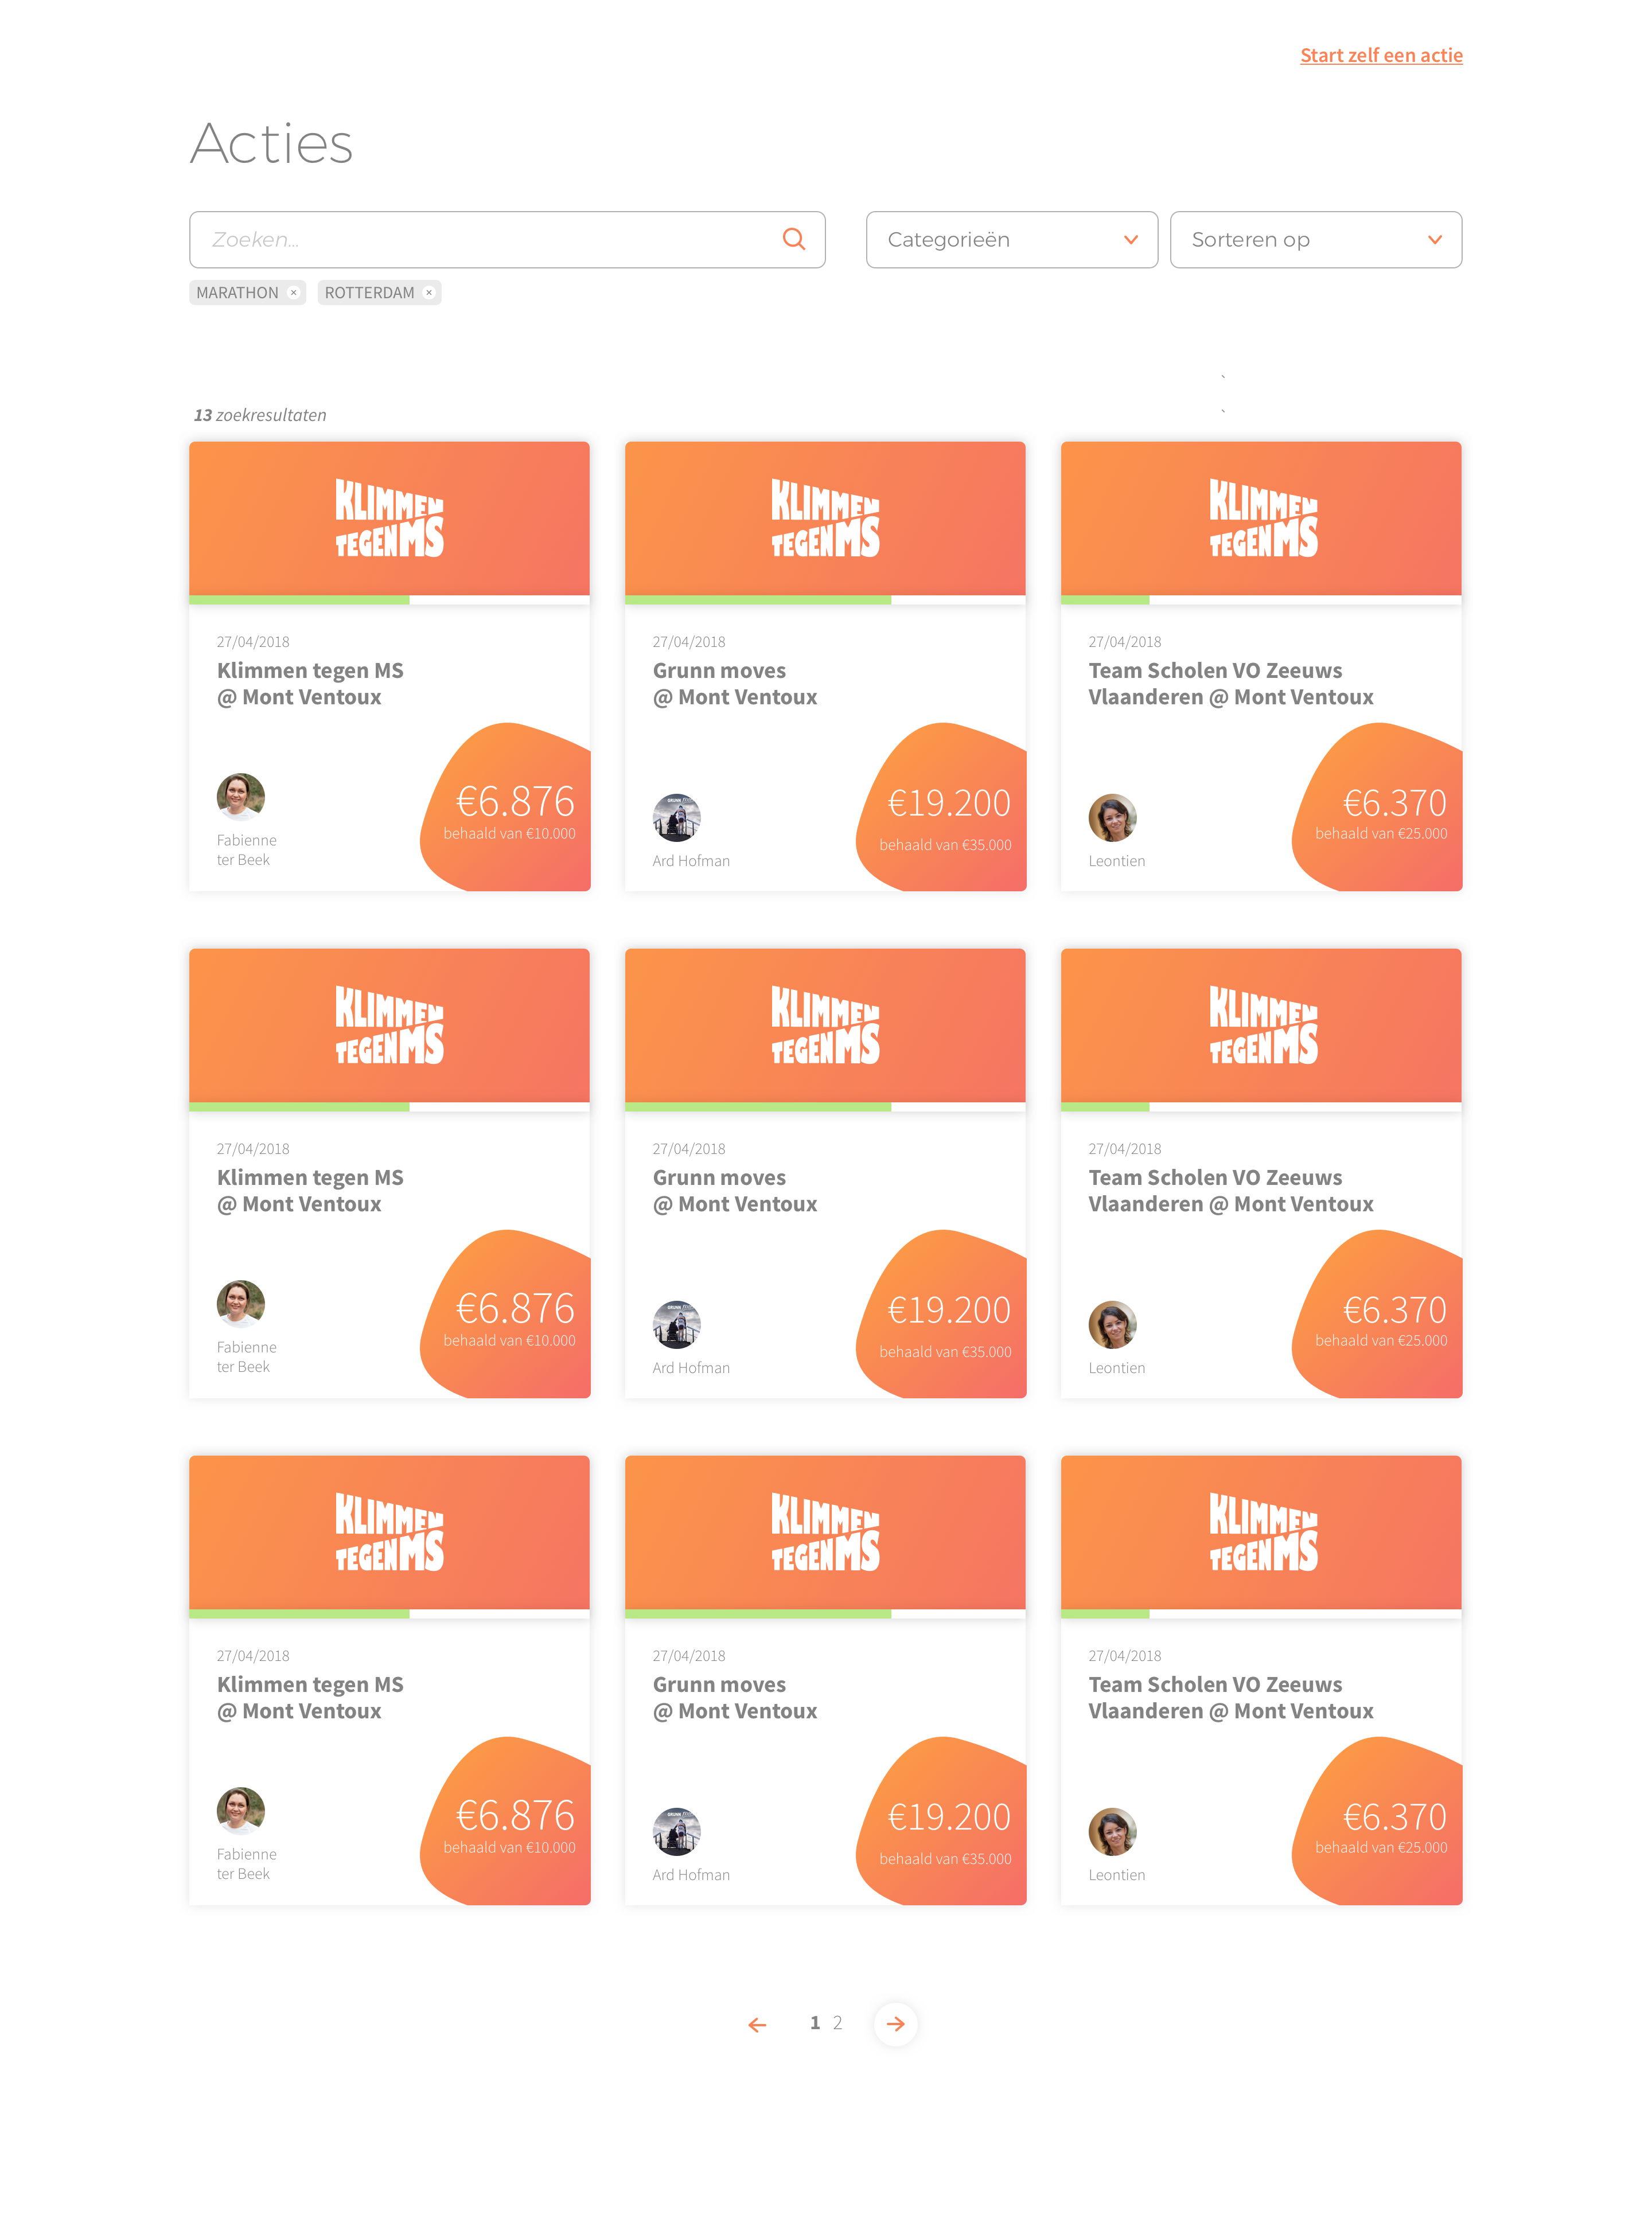 Start zelf een actie
Acties
Zoeken...
Categorieën
Sorteren op
MARATHON ×
ROTTERDAM ×
`
`
13 zoekresultaten
KLIMMEN
TEGEN MS
KLIMMEN
TEGEN MS
KLIMMEN
TEGEN MS
27/04/2018
Klimmen tegen MS
@ Mont Ventoux
€6.876
behaald van €10.000
Fabienne
ter Beek
27/04/2018
Grunn moves
@ Mont Ventoux
€19.200
behaald van €35.000
Ard Hofman
27/04/2018
Team Scholen VO Zeeuws
Vlaanderen @ Mont Ventoux
€6.370
behaald van €25.000
Leontien
KLIMMEN
TEGEN MS
KLIMMEN
TEGEN MS
KLIMMEN
TEGEN MS
27/04/2018
Klimmen tegen MS
@ Mont Ventoux
€6.876
behaald van €10.000
Fabienne
ter Beek
27/04/2018
Grunn moves
@ Mont Ventoux
€19.200
behaald van €35.000
Ard Hofman
27/04/2018
Team Scholen VO Zeeuws
Vlaanderen @ Mont Ventoux
€6.370
behaald van €25.000
Leontien
KLIMMEN
TEGEN MS
KLIMMEN
TEGEN MS
KLIMMEN
TEGEN MS
27/04/2018
Klimmen tegen MS
@ Mont Ventoux
€6.876
behaald van €10.000
Fabienne
ter Beek
27/04/2018
Grunn moves
@ Mont Ventoux
€19.200
behaald van €35.000
Ard Hofman
27/04/2018
Team Scholen VO Zeeuws
Vlaanderen @ Mont Ventoux
€6.370
behaald van €25.000
Leontien
1 2